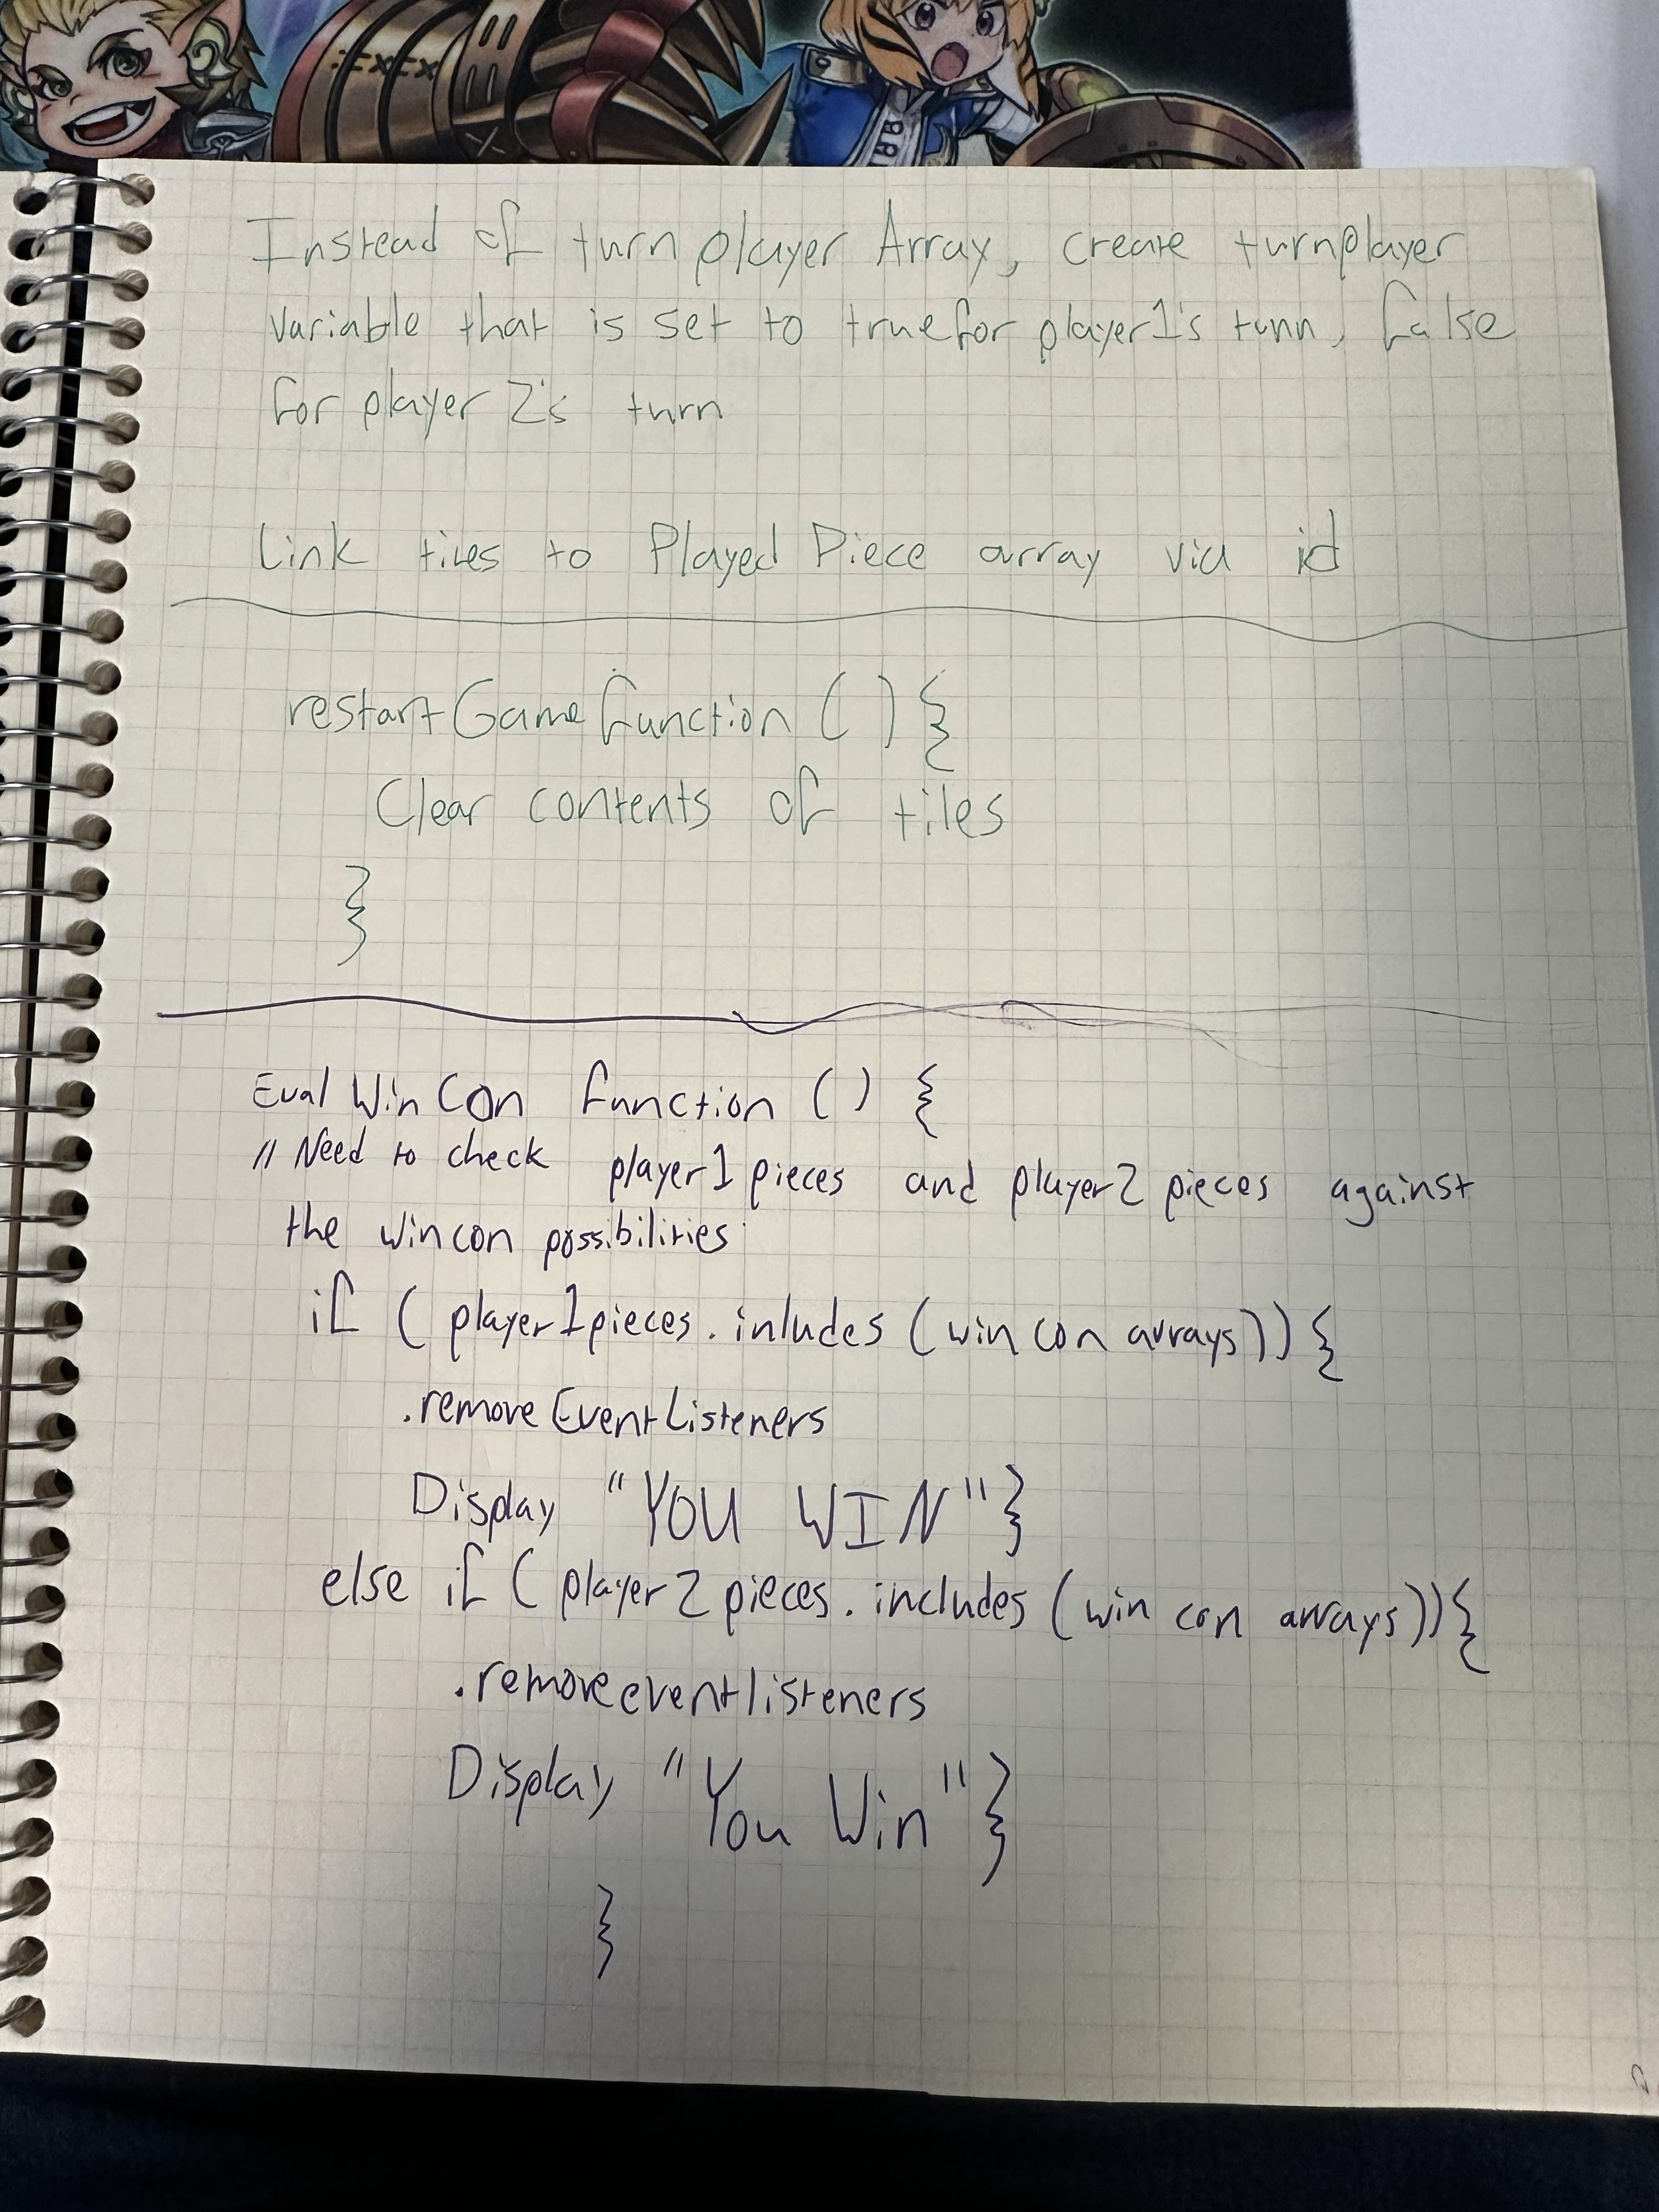 Instead of turn player Array, create turnplayer
variable that is set to true for player1's turn, false
for player 2's turn
Link tiles to Played Piece array via id
restart Game function ( ) {
Clear contents of tiles
}
Eval Win Con function ( ) {
// Need to check player1 pieces and player2 pieces against
the wincon possibilities
if ( player1pieces.inludes (win con arrays)) {
.remove Event Listeners
Display "YOU WIN" }
else if ( player2 pieces.includes (win con arrays)) {
.removeeventlisteners
Display "You Win" }
}